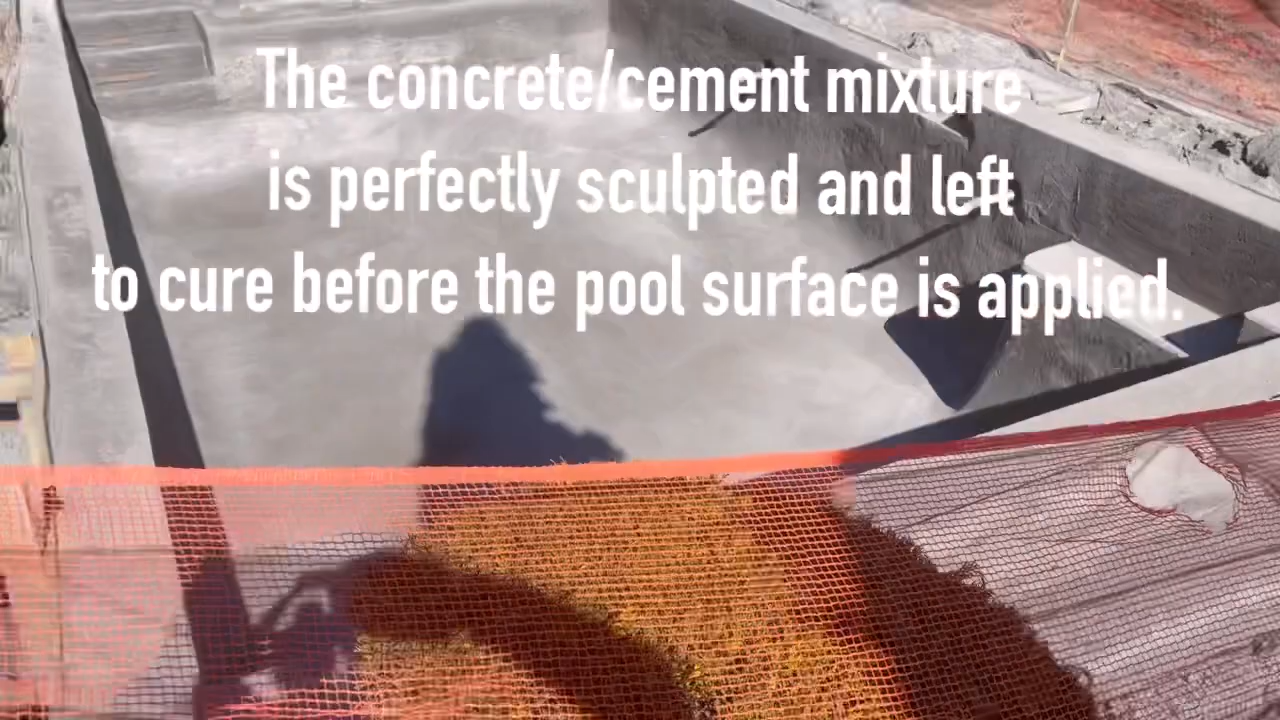 The concrete/cement mixture
is perfectly sculpted and left
to cure before the pool surface is applied.